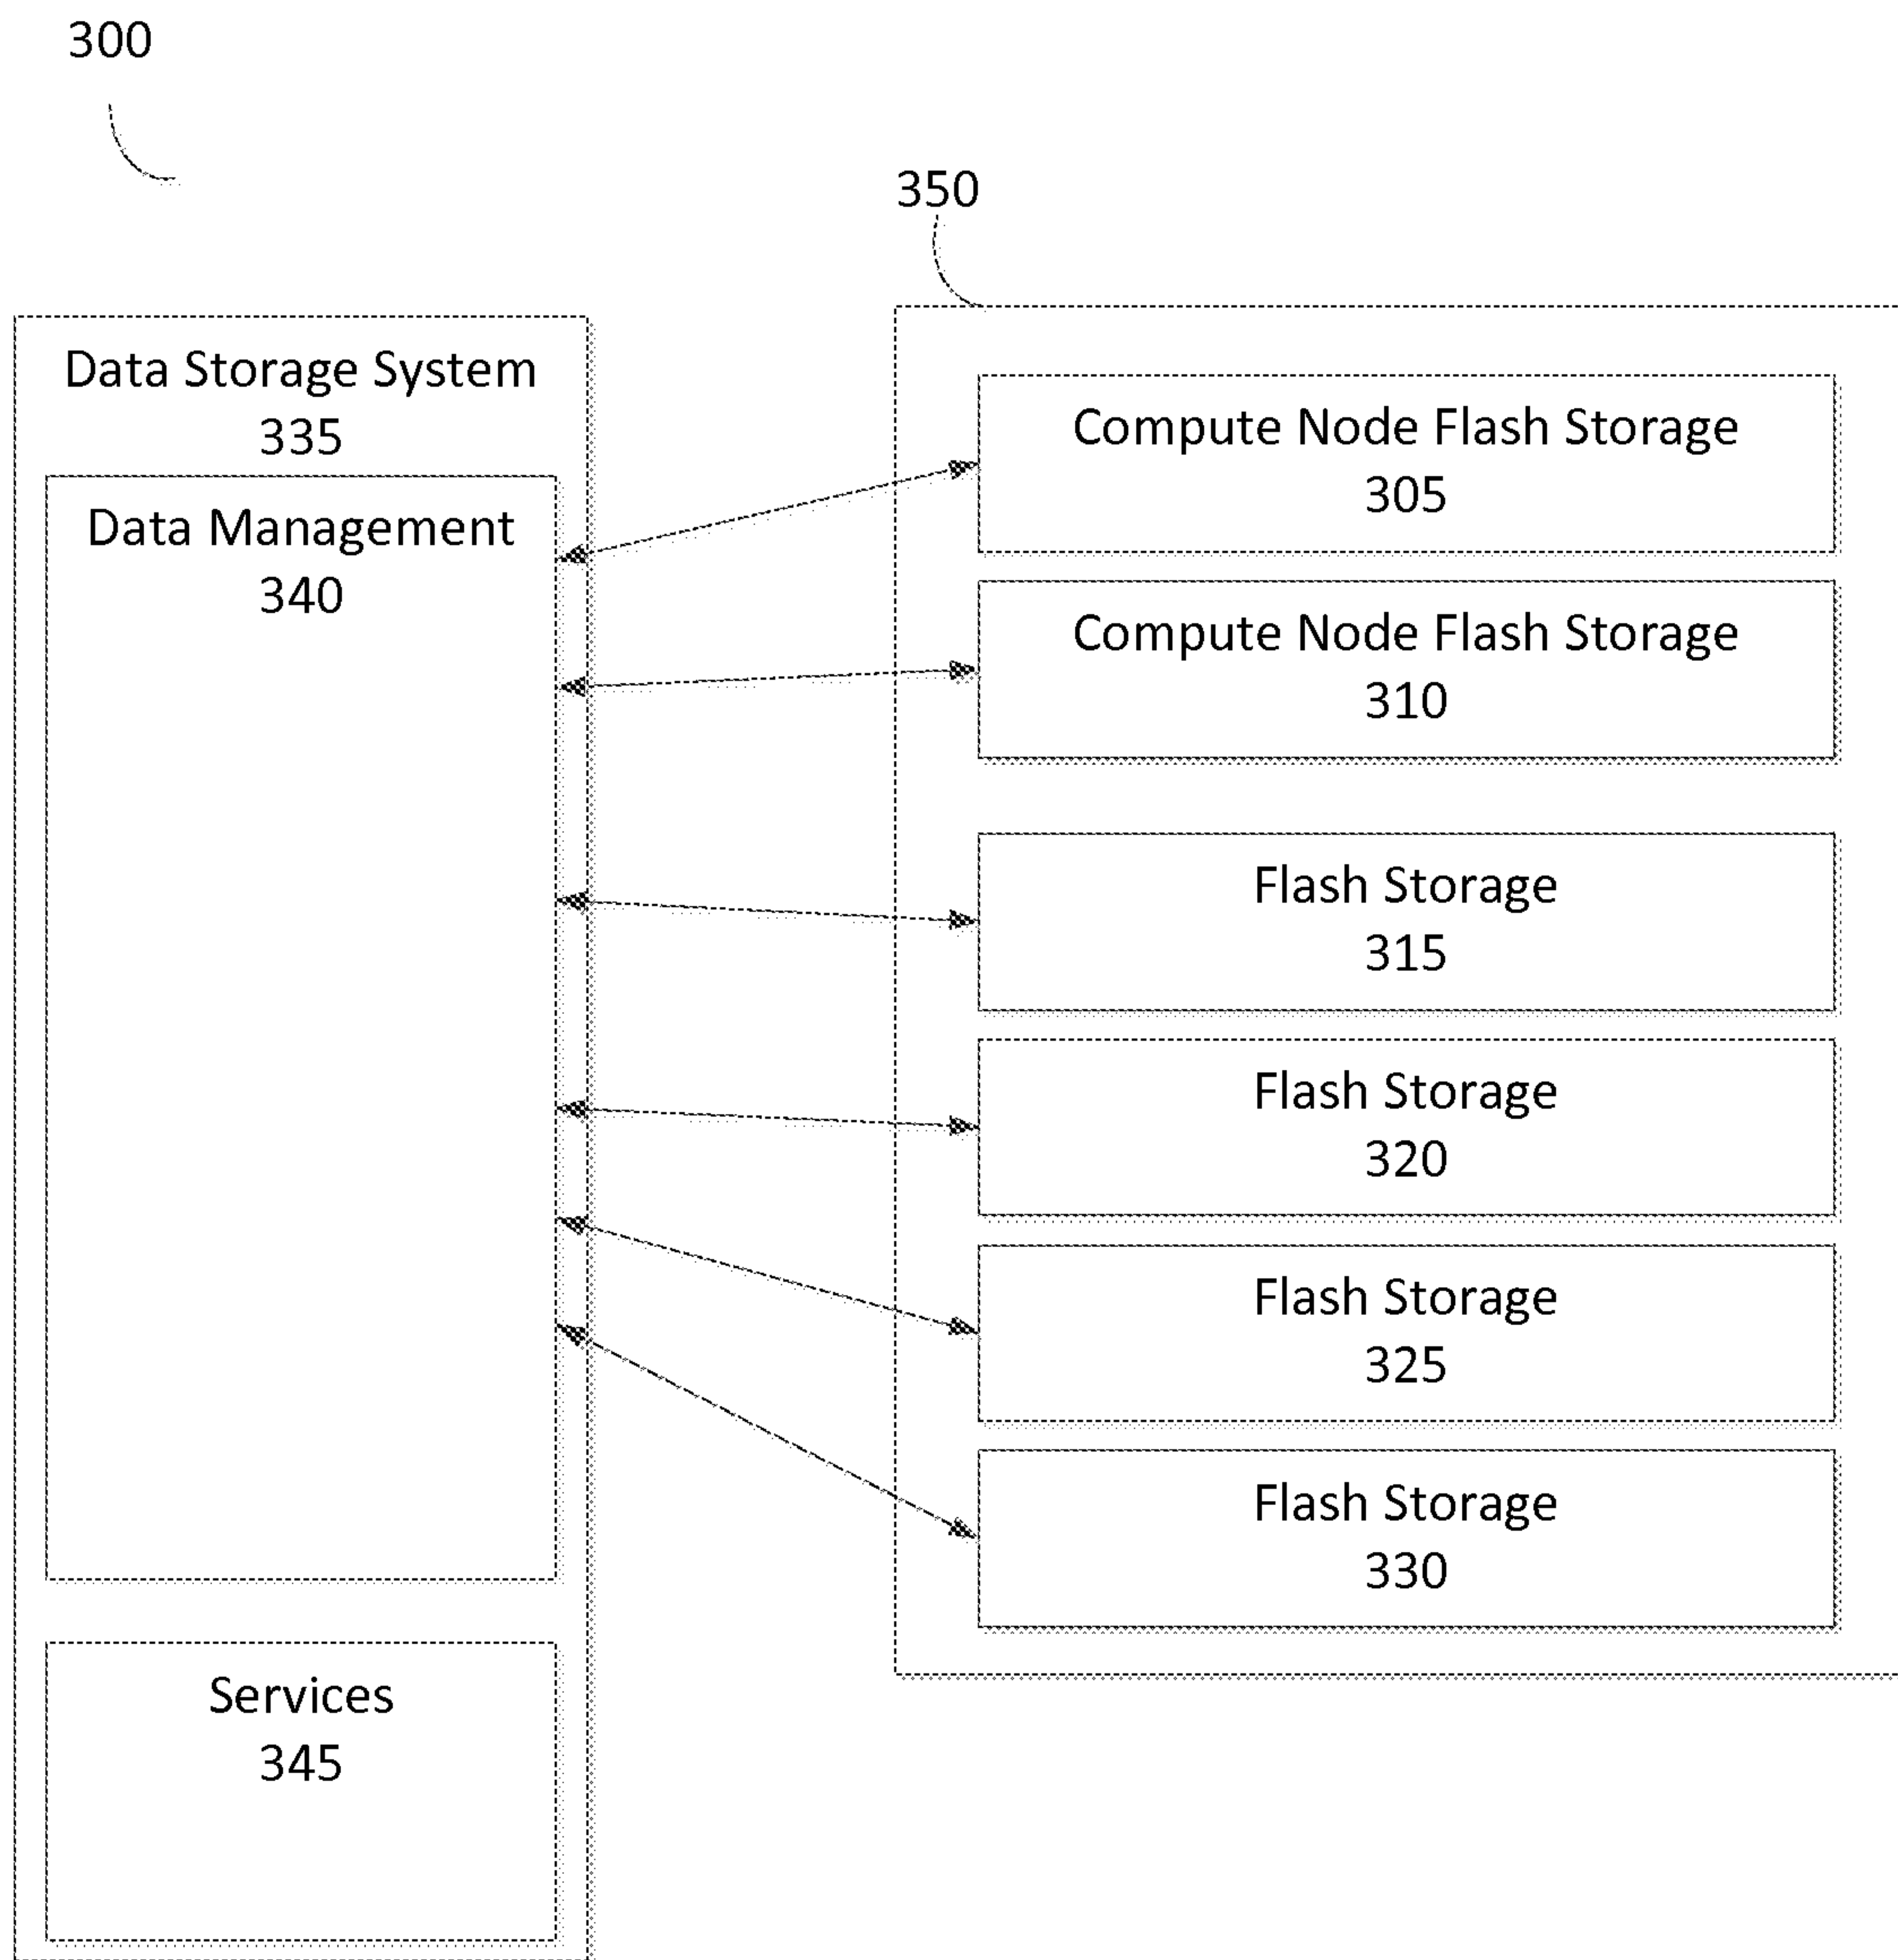 300
350
Data Storage System
335
Data Management
340
Services
345
Compute Node Flash Storage
305
Compute Node Flash Storage
310
Flash Storage
315
Flash Storage
320
Flash Storage
325
Flash Storage
330